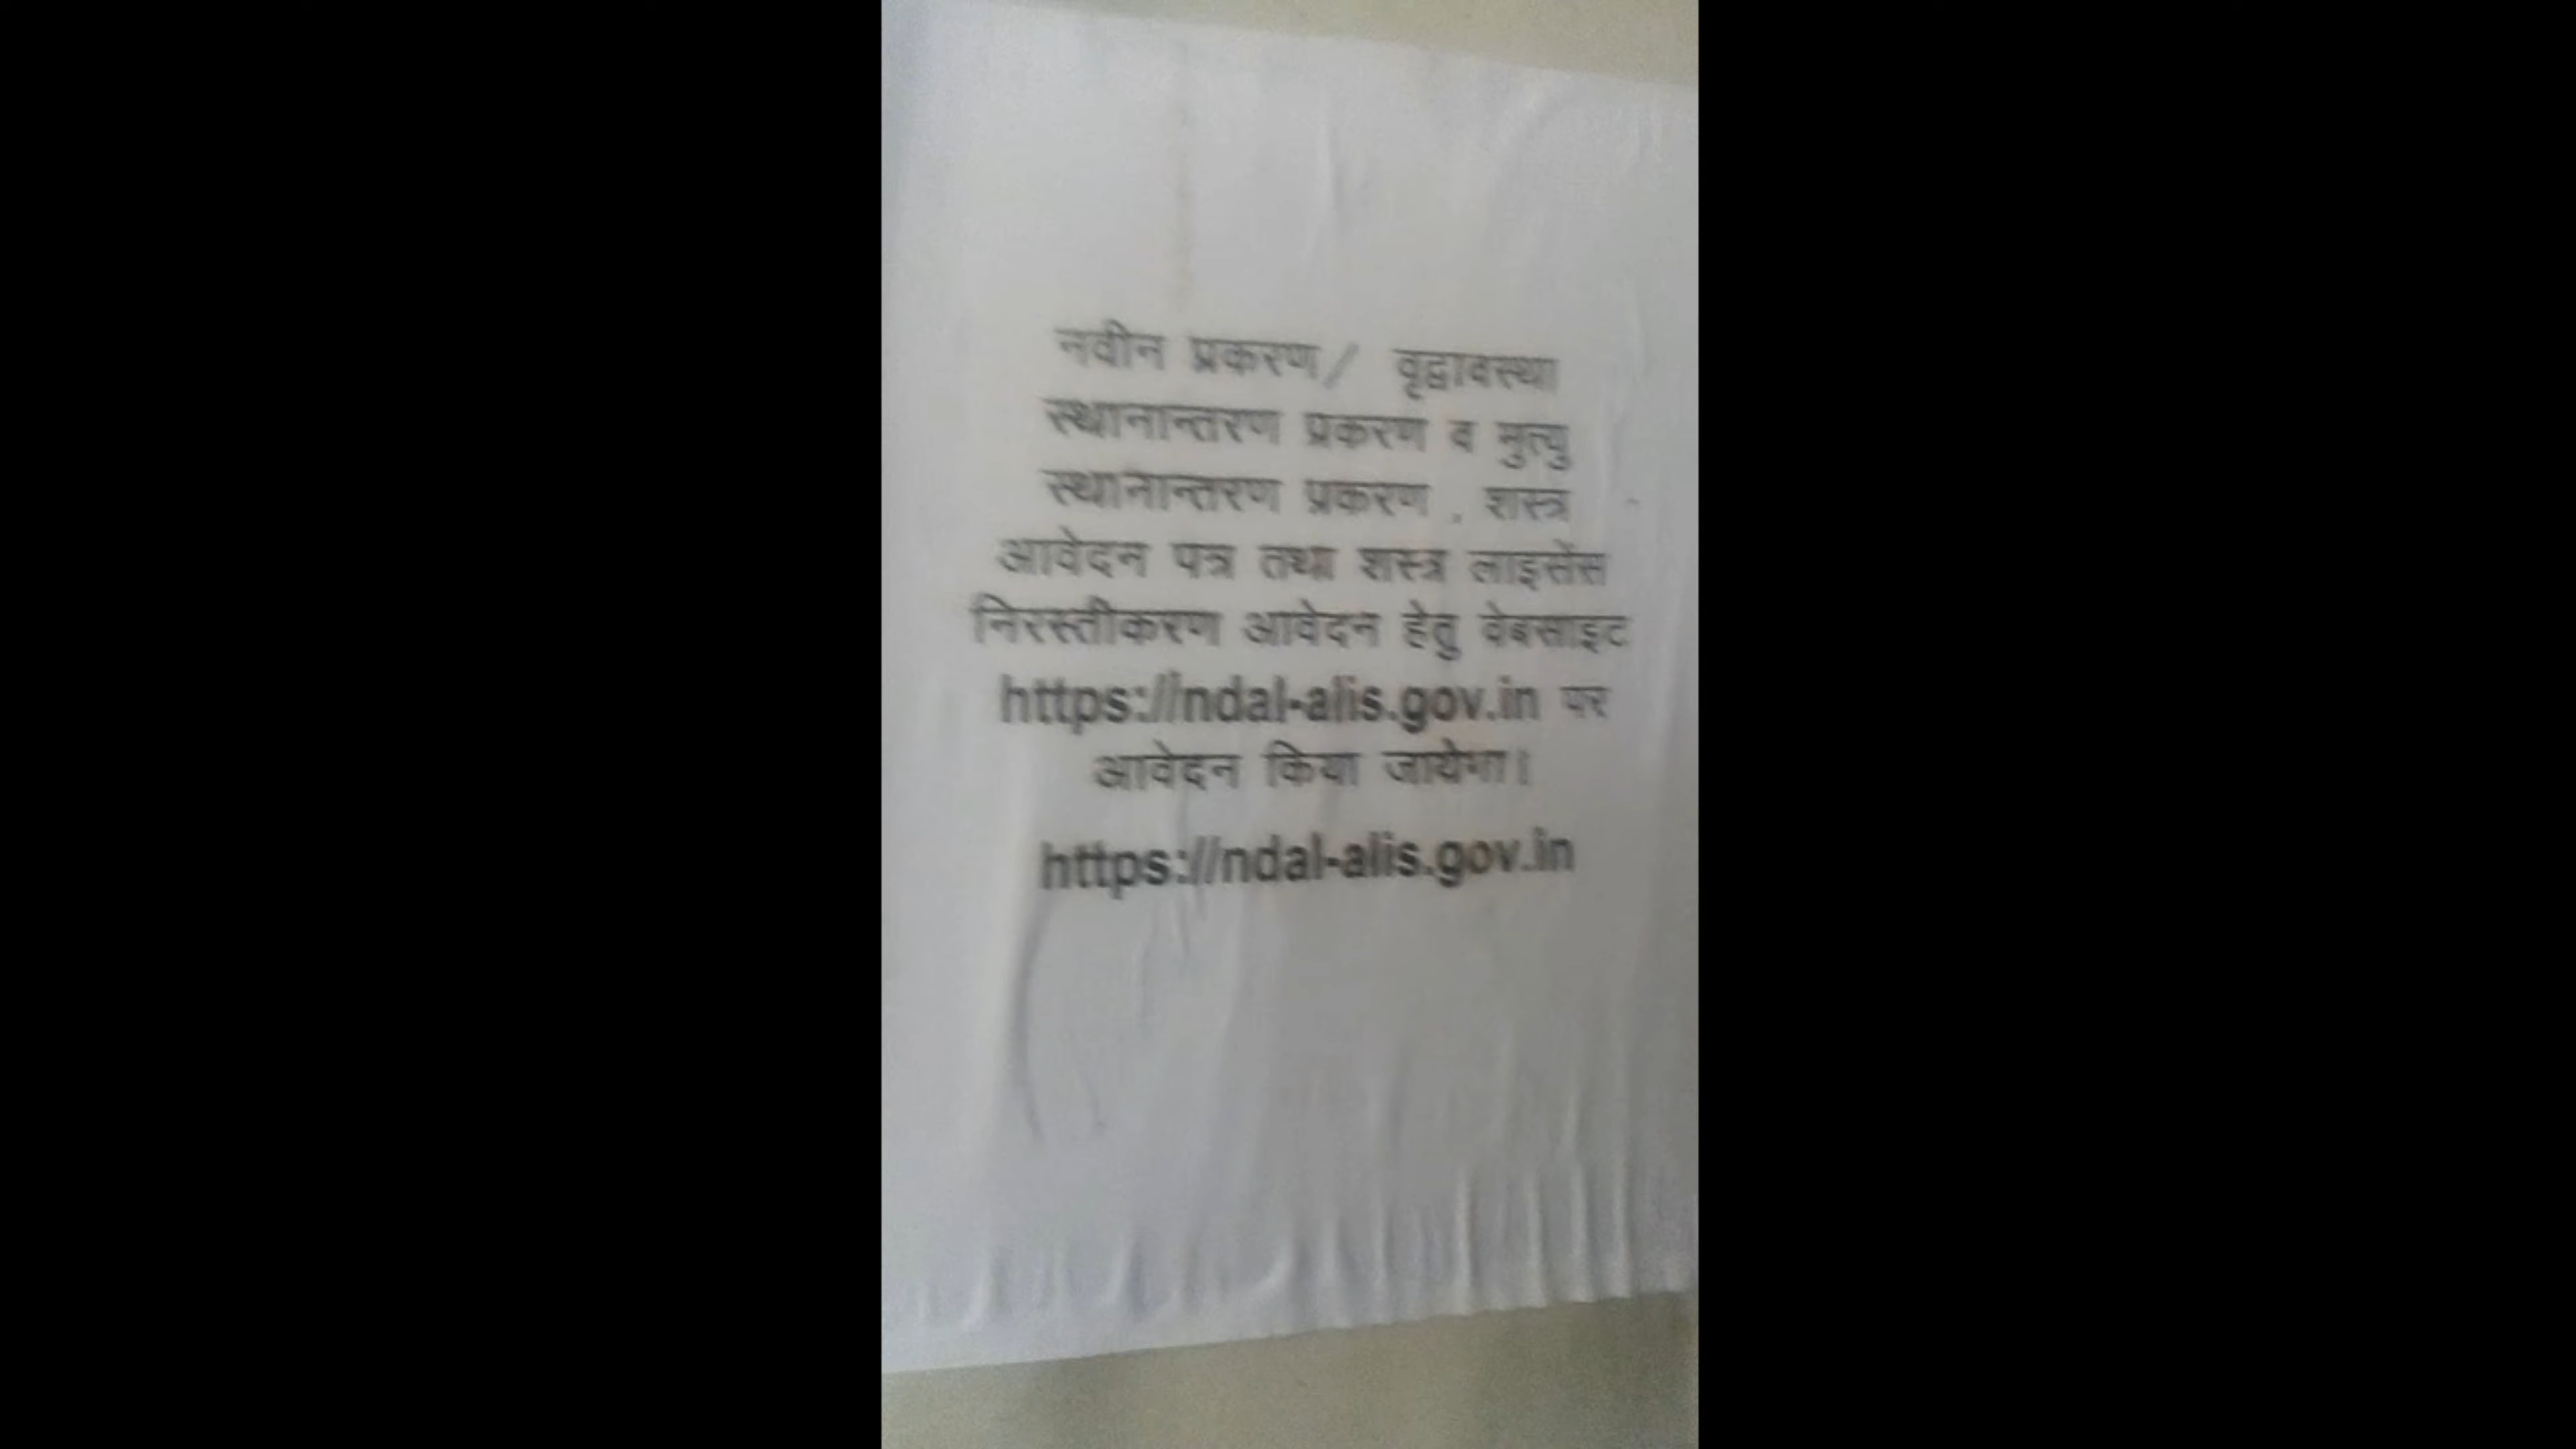 नवीन प्रकरण/ वृद्वावस्था
स्थानान्तरण प्रकरण व मुत्यु
स्थानान्तरण प्रकरण , शस्त्र
आवेदन पत्र तथा शस्त्र लाइसेंस
निरस्तीकरण आवेदन हेतु वेबसाइट
https://ndal-alis.gov.in पर
आवेदन किया जायेगा।
https://ndal-alis.gov.in